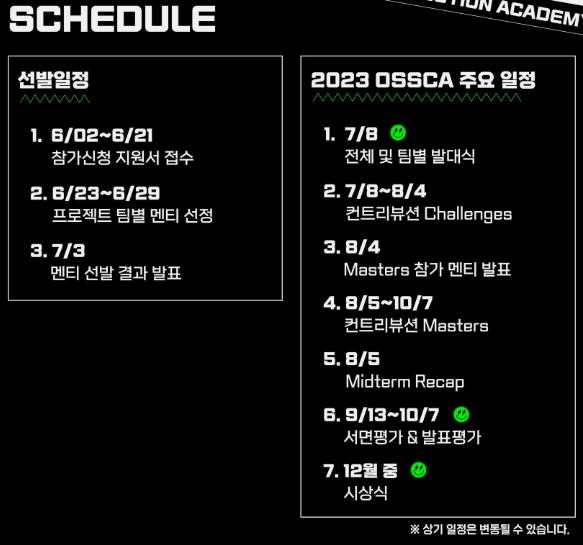 SCHEDULE
ACTION ACADEMY
선발일정
1. 6/02~6/21
참가신청 지원서 접수
2. 6/23~6/29
프로젝트 팀별 멘티 선정
3. 7/3
멘티 선발 결과 발표
2023 OSSCA 주요 일정
1. 7/8
전체 및 팀별 발대식
2. 7/8~8/4
컨트리뷰션 Challenges
3. 8/4
Masters 참가 멘티 발표
4. 8/5~10/7
컨트리뷰션 Masters
5. 8/5
Midterm Recap
6. 9/13~10/7
서면평가 & 발표평가
7. 12월 중
시상식
※ 상기 일정은 변동될 수 있습니다.